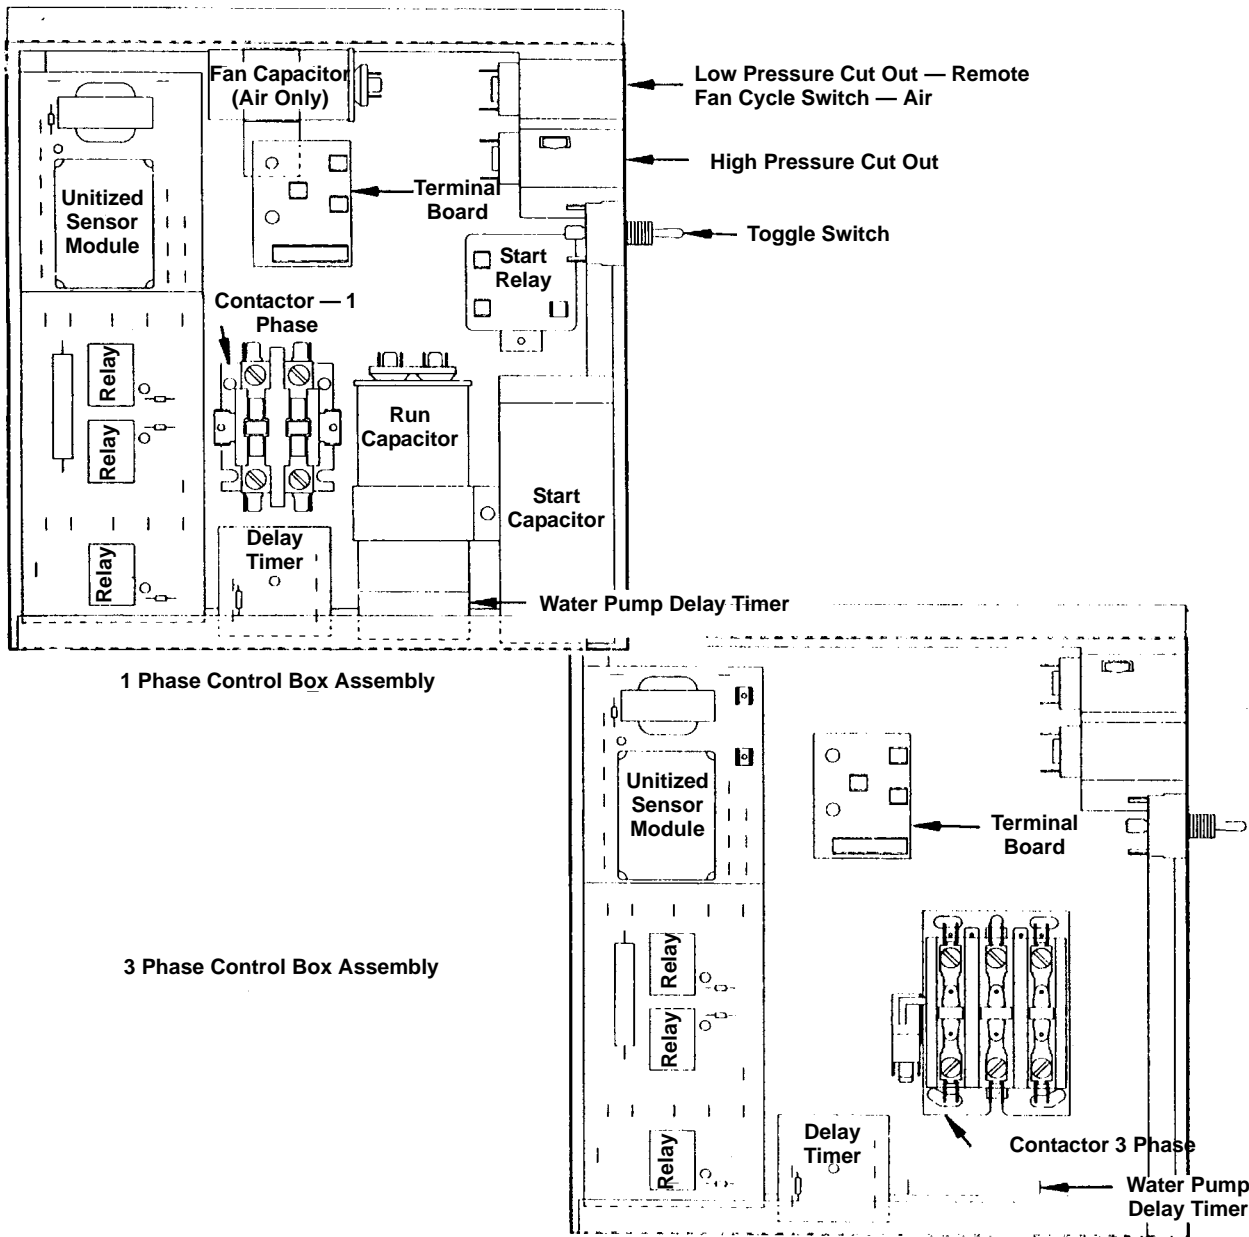 Fan Capacitor
(Air Only)
Low Pressure Cut Out — Remote
Fan Cycle Switch — Air
High Pressure Cut Out
Unitized
Sensor
Module
Terminal
Board
Toggle Switch
Start
Relay
Contactor — 1
Phase
Relay
Relay
Run
Capacitor
Start
Capacitor
Delay
Timer
Relay
Water Pump Delay Timer
1 Phase Control Box Assembly
Unitized
Sensor
Module
Terminal
Board
3 Phase Control Box Assembly
Relay
Relay
Delay
Timer
Relay
Contactor 3 Phase
Water Pump
Delay Timer